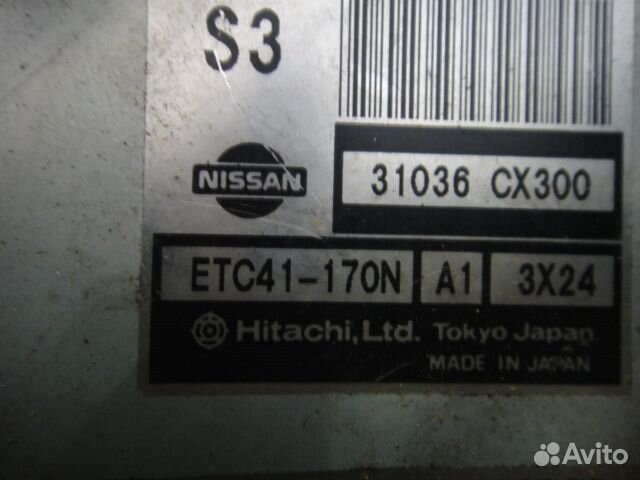 S3
NISSAN
31036 CX300
ETC41-170N A1 3X24
Hitachi, Ltd. Tokyo Japan
MADE IN JAPAN
Avito